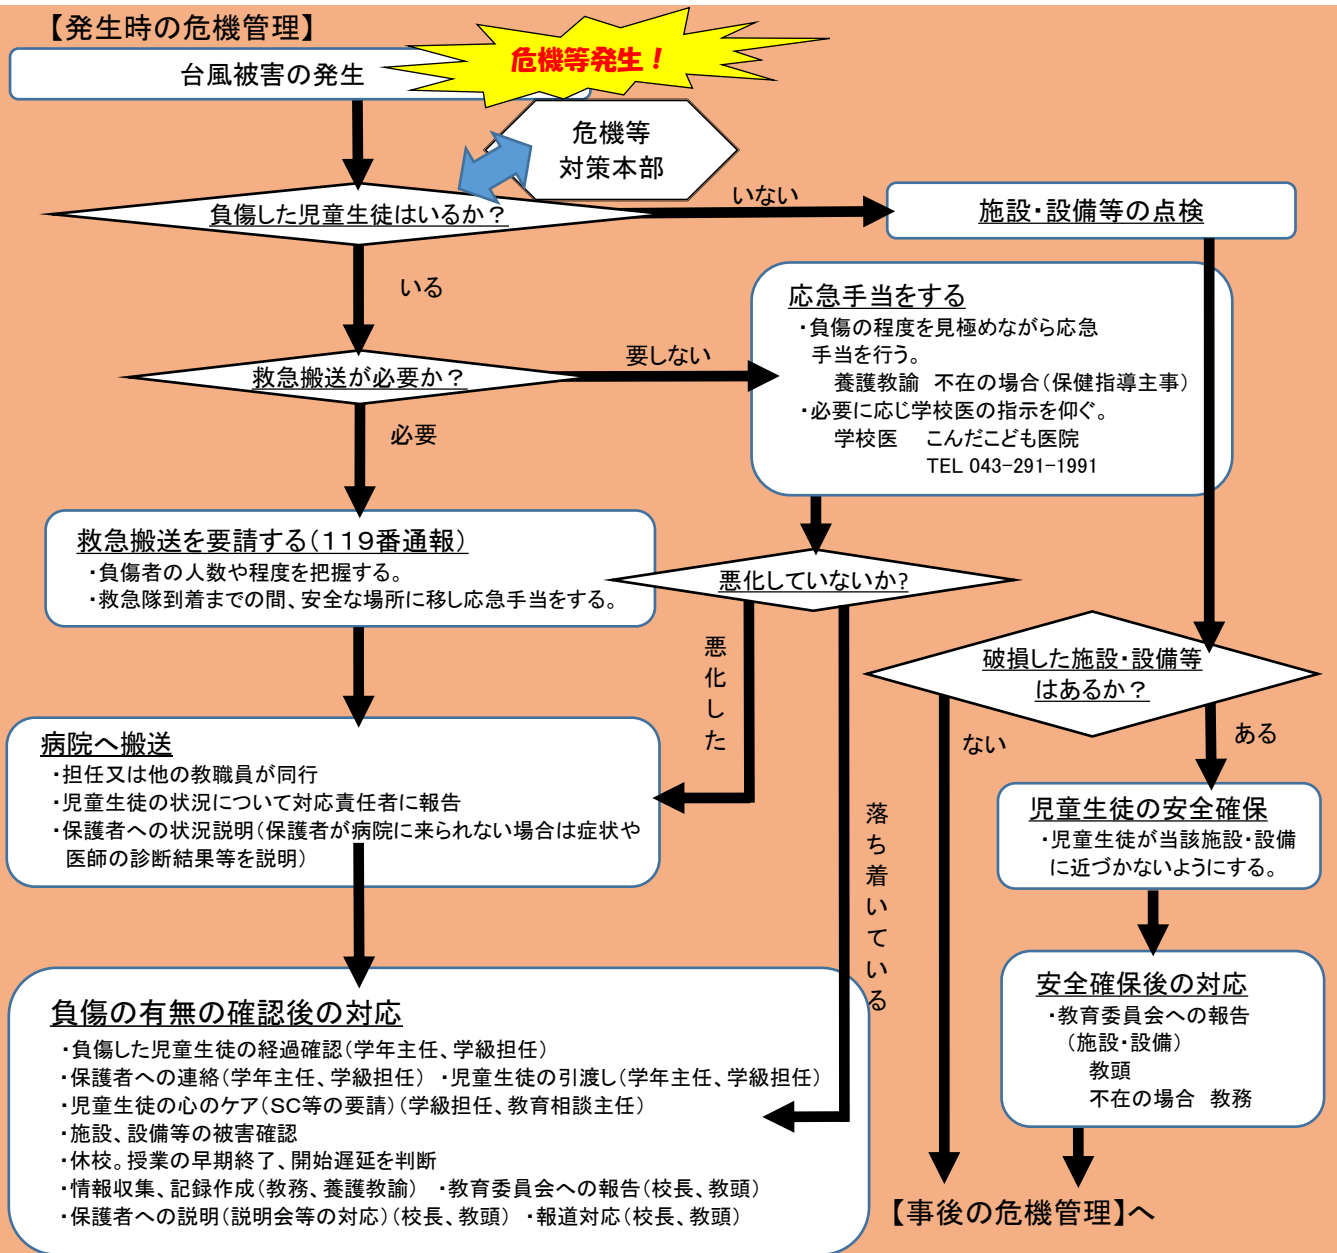 【発生時の危機管理】
危機等発生！
台風被害の発生
危機等
対策本部
負傷した児童生徒はいるか？
いない
施設・設備等の点検
いる
応急手当をする
・負傷の程度を見極めながら応急
手当を行う。
養護教諭 不在の場合(保健指導主事)
・必要に応じ学校医の指示を仰ぐ。
学校医 こんだこども医院
TEL 043-291-1991
救急搬送が必要か？
要しない
必要
救急搬送を要請する(119番通報)
・負傷者の人数や程度を把握する。
・救急隊到着までの間、安全な場所に移し応急手当をする。
悪化していないか?
悪化した
落ち着いている
破損した施設・設備等
はあるか？
ない
ある
病院へ搬送
・担任又は他の教職員が同行
・児童生徒の状況について対応責任者に報告
・保護者への状況説明(保護者が病院に来られない場合は症状や
医師の診断結果等を説明)
児童生徒の安全確保
・児童生徒が当該施設・設備
に近づかないようにする。
安全確保後の対応
・教育委員会への報告
(施設・設備)
教頭
不在の場合 教務
負傷の有無の確認後の対応
・負傷した児童生徒の経過確認(学年主任、学級担任)
・保護者への連絡(学年主任、学級担任) ・児童生徒の引渡し(学年主任、学級担任)
・児童生徒の心のケア(SC等の要請)(学級担任、教育相談主任)
・施設、設備等の被害確認
・休校。授業の早期終了、開始遅延を判断
・情報収集、記録作成(教務、養護教諭) ・教育委員会への報告(校長、教頭)
・保護者への説明(説明会等の対応)(校長、教頭) ・報道対応(校長、教頭)
【事後の危機管理】へ